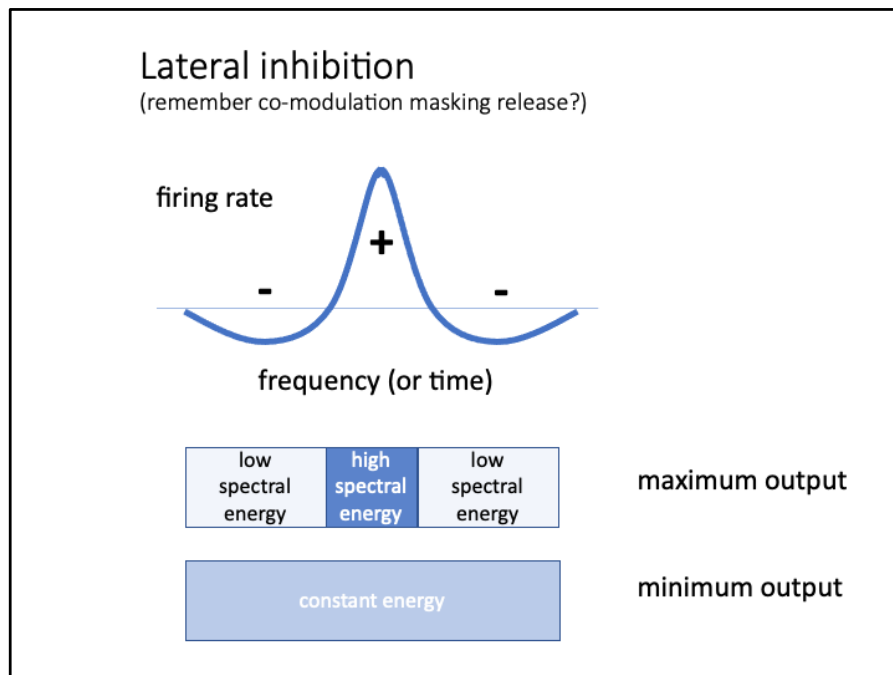 Lateral inhibition
(remember co-modulation masking release?)
firing rate
+
-
-
frequency (or time)
low
spectral
energy
high
spectral
energy
low
spectral
energy
maximum output
constant energy
minimum output